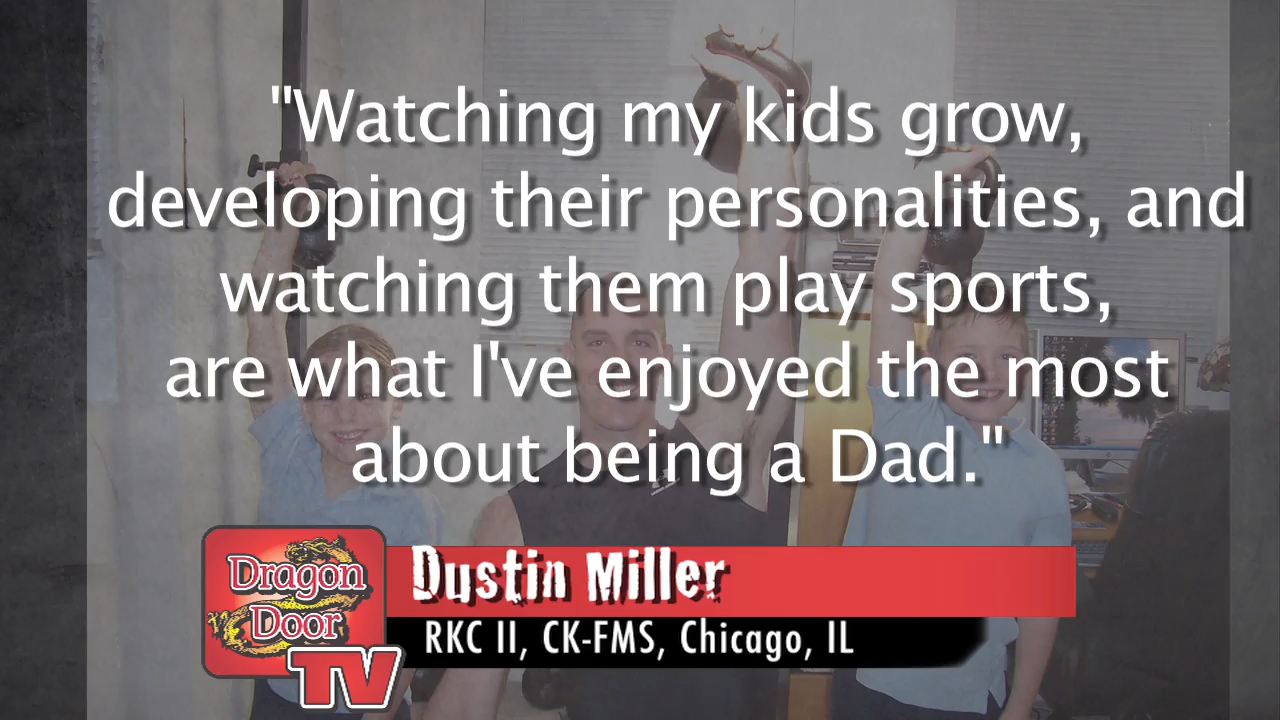 "Watching my kids grow,
developing their personalities, and
watching them play sports,
are what I've enjoyed the most
about being a Dad."
Dragon
Door
TV
Dustin Miller
RKC II, CK-FMS, Chicago, IL